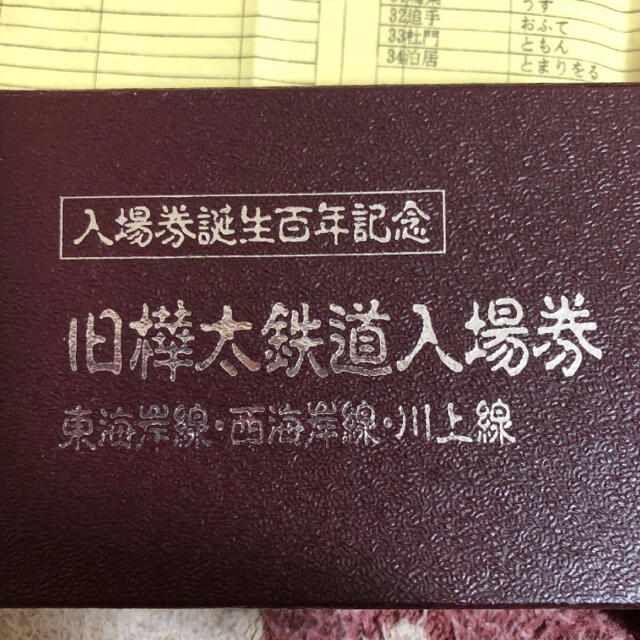 32追手 おふて
33杜門 ともん
34泊居 とまりをる
入場券誕生百年記念
旧樺太鉄道入場券
東海岸線・西海岸線・川上線